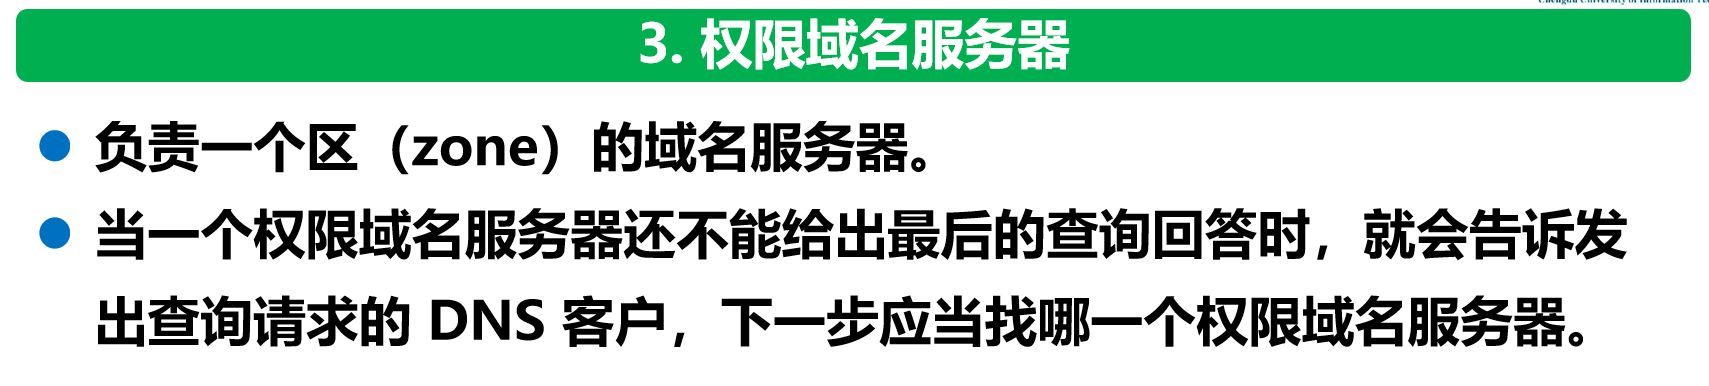 3. 权限域名服务器
● 负责一个区（zone）的域名服务器。
● 当一个权限域名服务器还不能给出最后的查询回答时，就会告诉发
出查询请求的 DNS 客户，下一步应当找哪一个权限域名服务器。